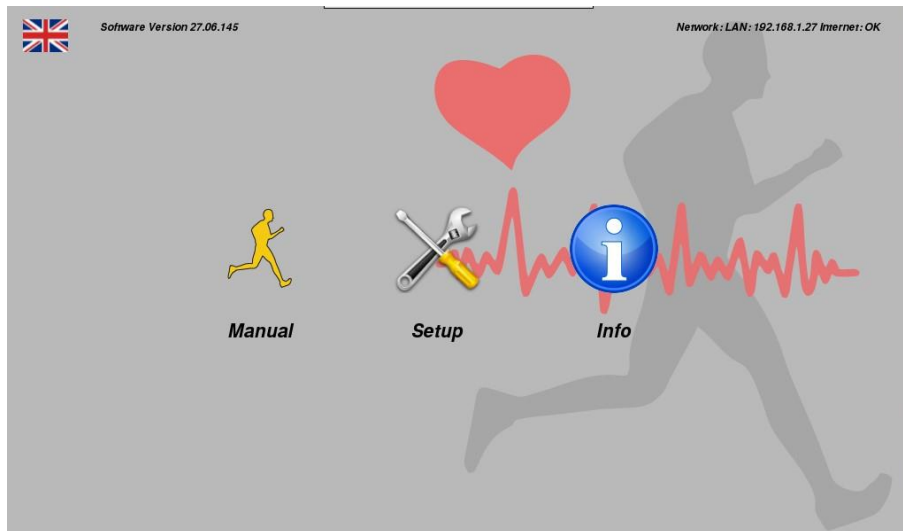 Software Version 27.06.145
Network: LAN: 192.168.1.27 Internet: OK
Manual
Setup
Info